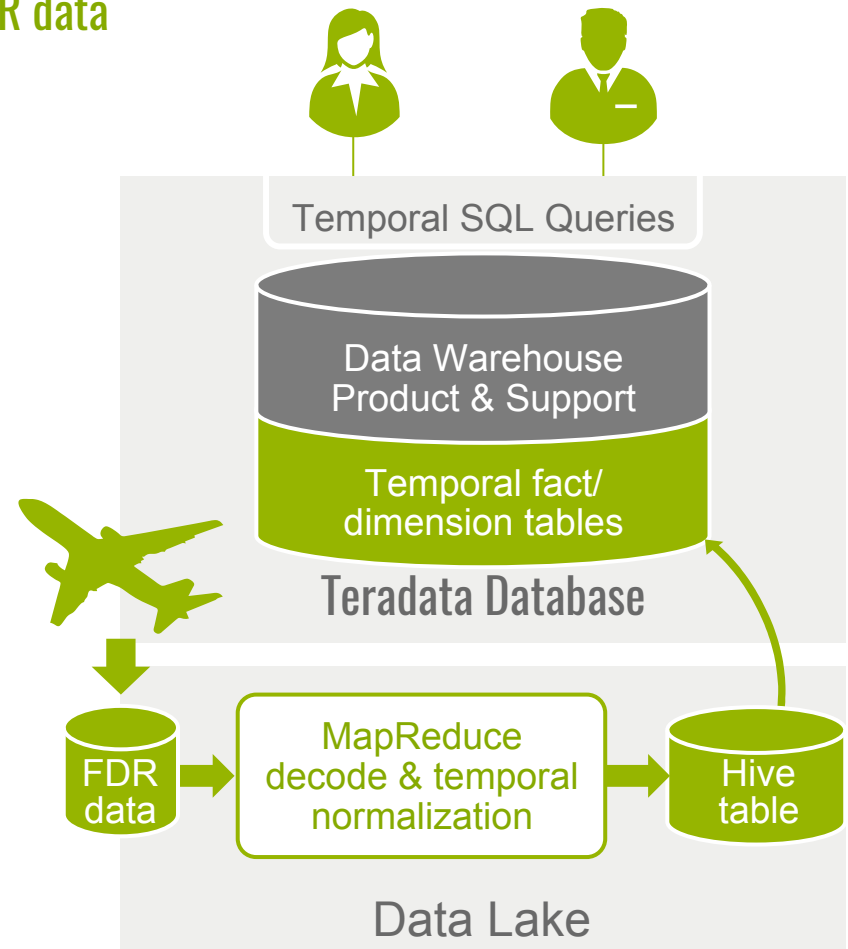 R data
Temporal SQL Queries
Data Warehouse
Product & Support
Temporal fact/
dimension tables
Teradata Database
FDR
data
MapReduce
decode & temporal
normalization
Hive
table
Data Lake